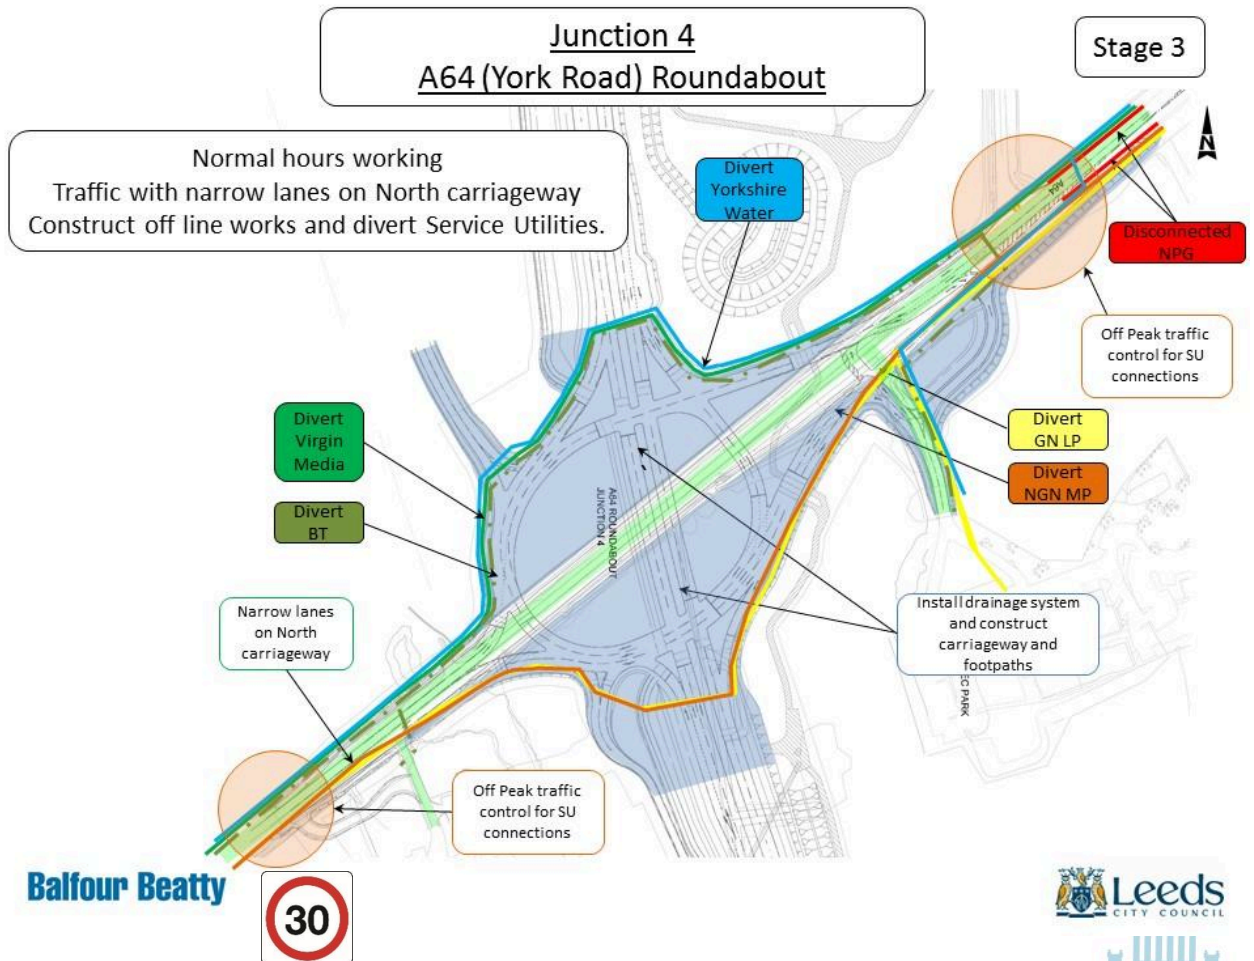 Junction 4
A64 (York Road) Roundabout
Stage 3
Normal hours working
Traffic with narrow lanes on North carriageway
Construct off line works and divert Service Utilities.
Divert
Yorkshire
Water
N
A64
Disconnected
NPG
Off Peak traffic
control for SU
connections
Divert
Virgin
Media
Divert
GN LP
Divert
NGN MP
Divert
BT
A64 ROUNDABOUT
JUNCTION 4
Narrow lanes
on North
carriageway
Install drainage system
and construct
carriageway and
footpaths
EC PARK
Off Peak traffic
control for SU
connections
Balfour Beatty
30
Leeds
CITY COUNCIL